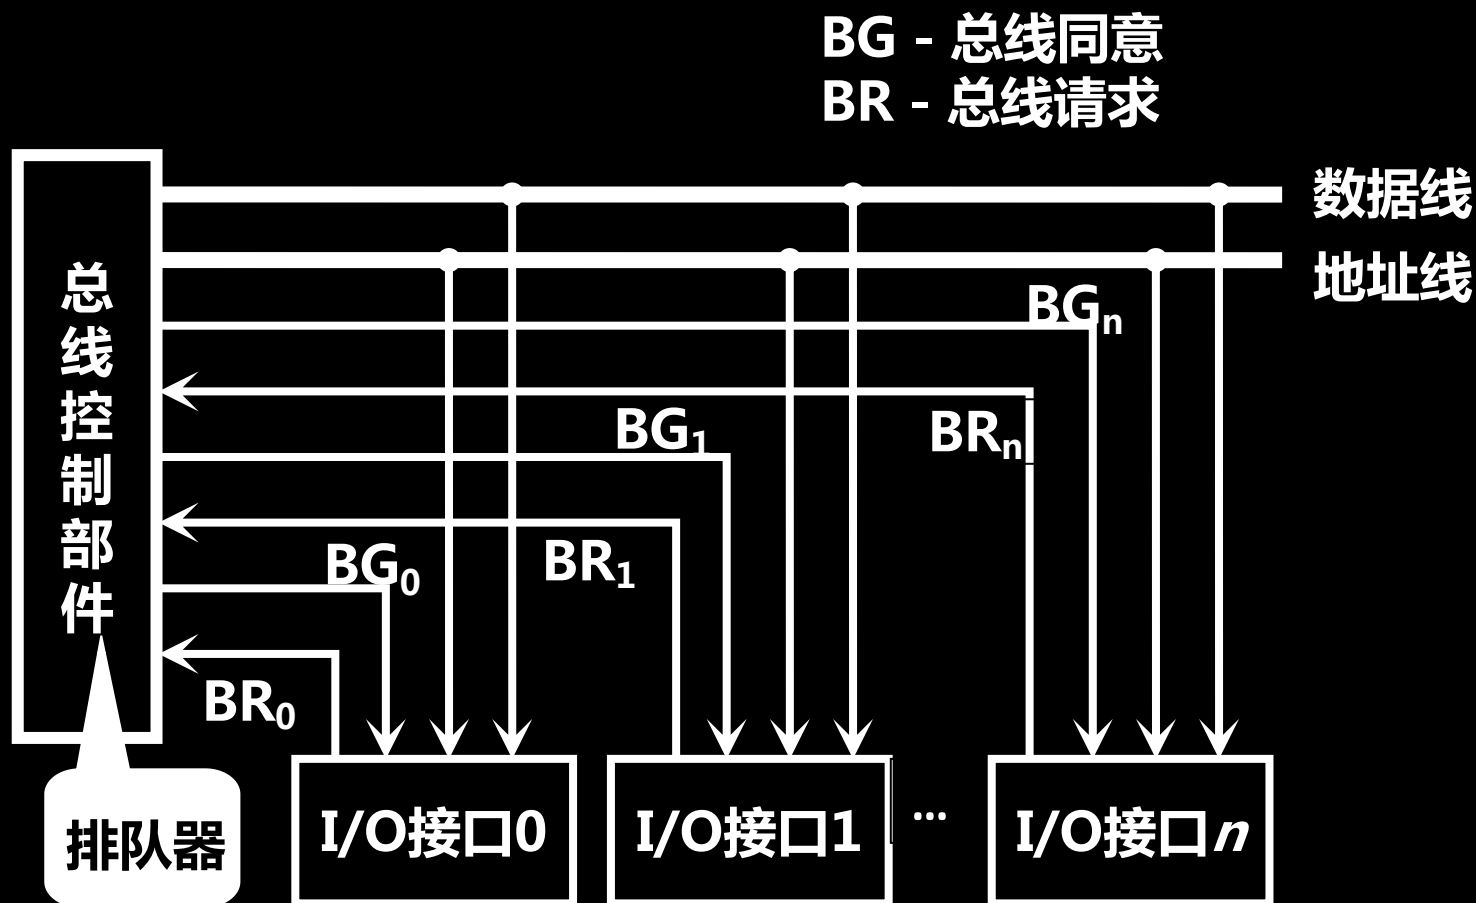 BG - 总线同意
BR - 总线请求
数据线
地址线
总线控制部件
BGn
BG1
BRn
BG0
BR1
BR0
排队器
I/O接口0
I/O接口1
...
I/O接口n